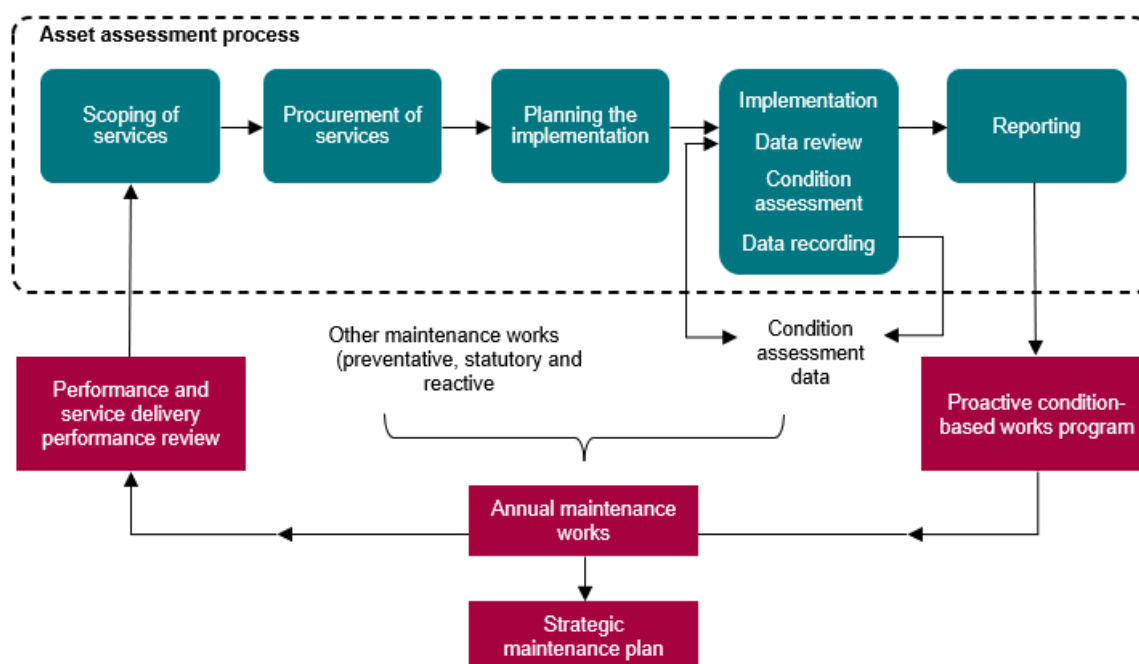 Asset assessment process
Scoping of
services
Procurement of
services
Planning the
implementation
Implementation
Data review
Condition
assessment
Data recording
Reporting
Other maintenance works
(preventative, statutory and
reactive
Condition
assessment
data
Performance and
service delivery
performance review
Proactive condition-
based works program
Annual maintenance
works
Strategic
maintenance plan